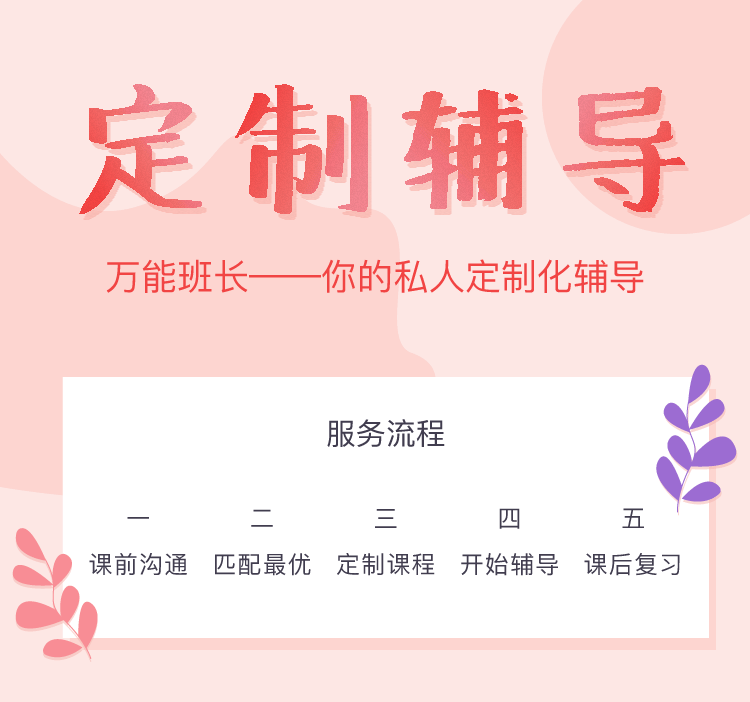 定制辅导
万能班长——你的私人定制化辅导
服务流程
一 二 三 四 五
课前沟通 匹配最优 定制课程 开始辅导 课后复习